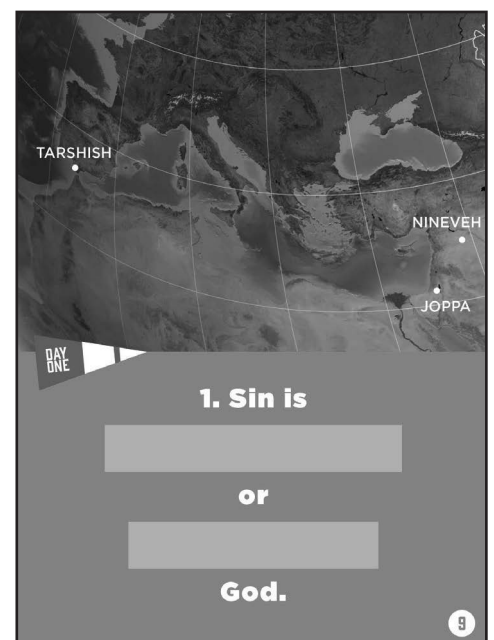 TARSHISH
NINEVEH
JOPPA
DAY
ONE
1. Sin is
or
God.
9